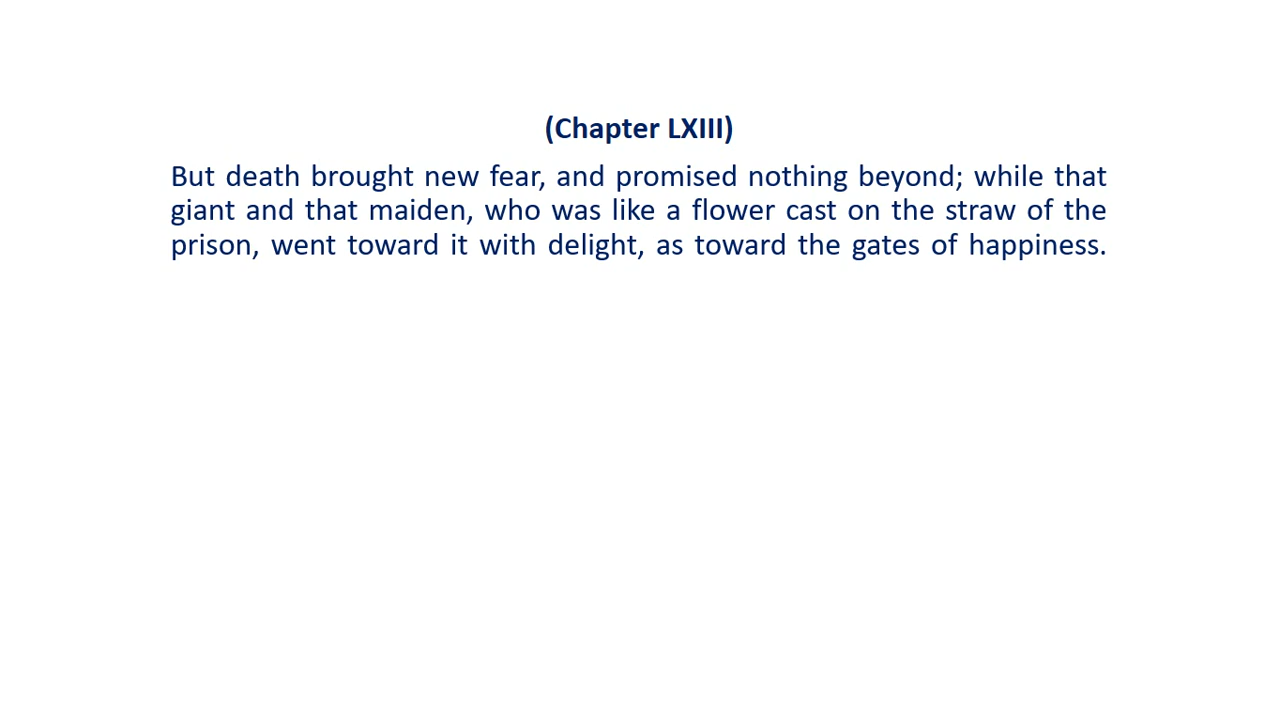 (Chapter LXIII)
But death brought new fear, and promised nothing beyond; while that
giant and that maiden, who was like a flower cast on the straw of the
prison, went toward it with delight, as toward the gates of happiness.